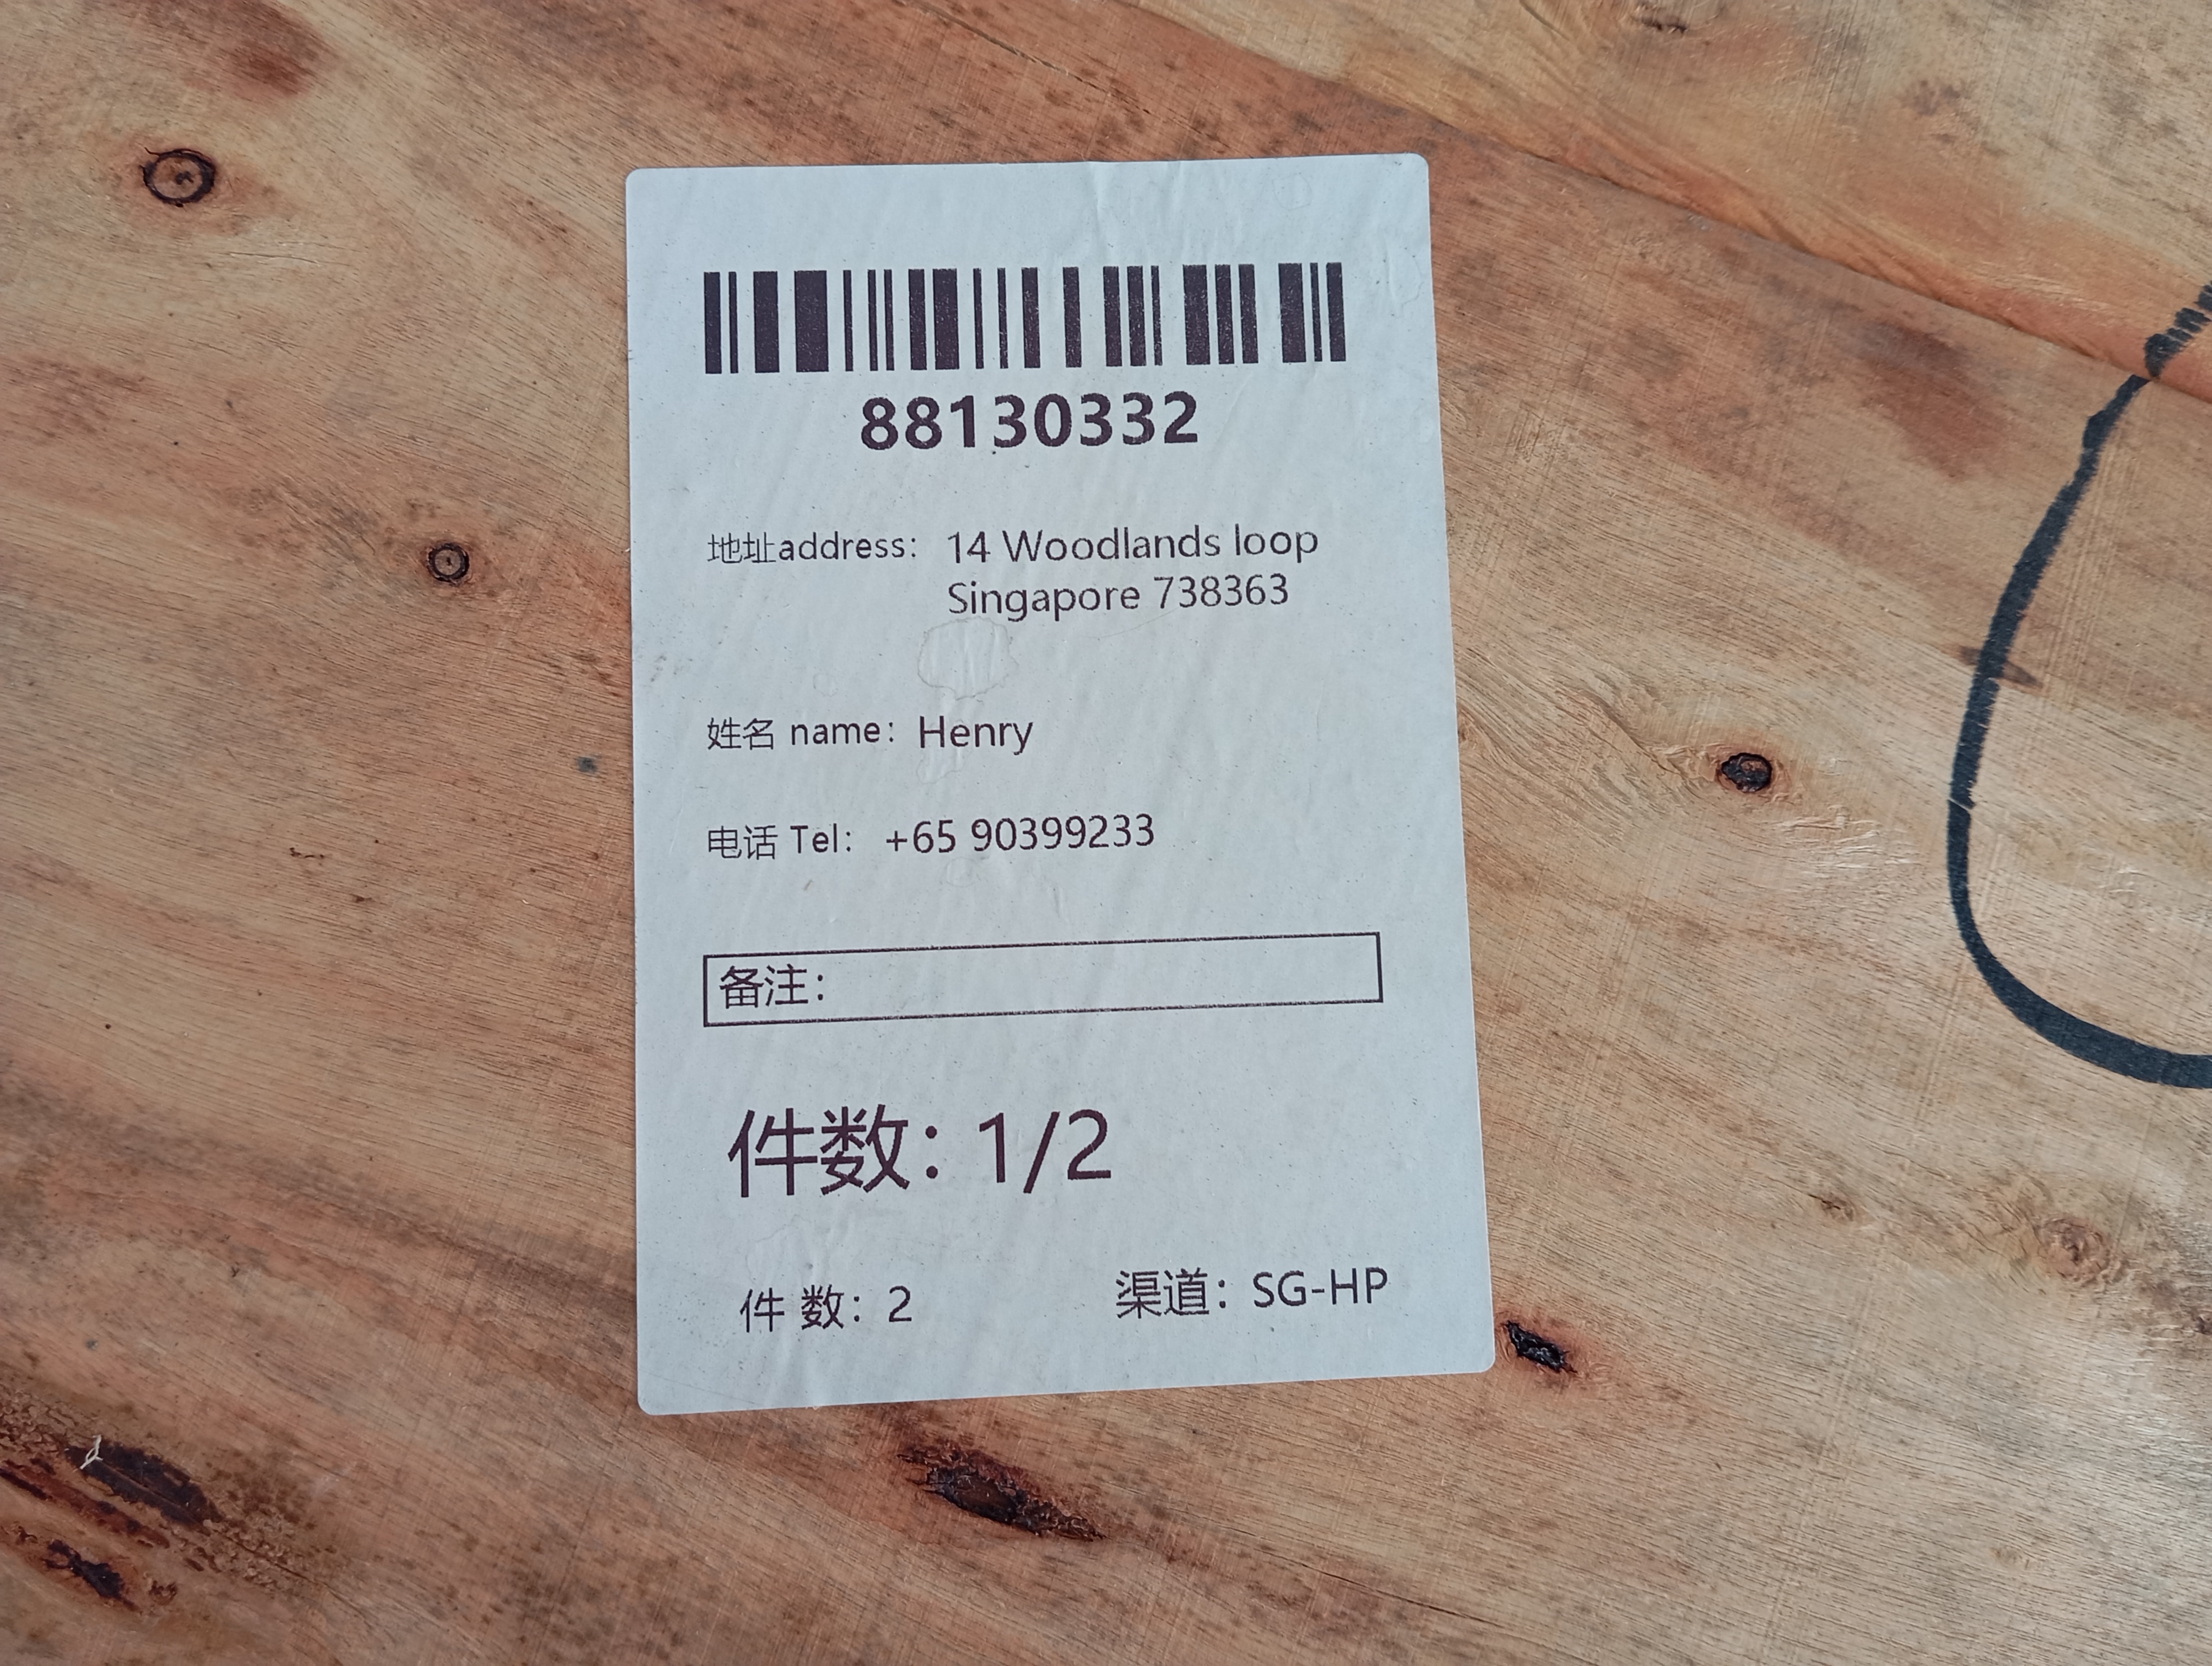 88130332
地址address: 14 Woodlands loop
Singapore 738363
姓名 name: Henry
电话 Tel: +65 90399233
备注:
件数: 1/2
件 数: 2 渠道: SG-HP